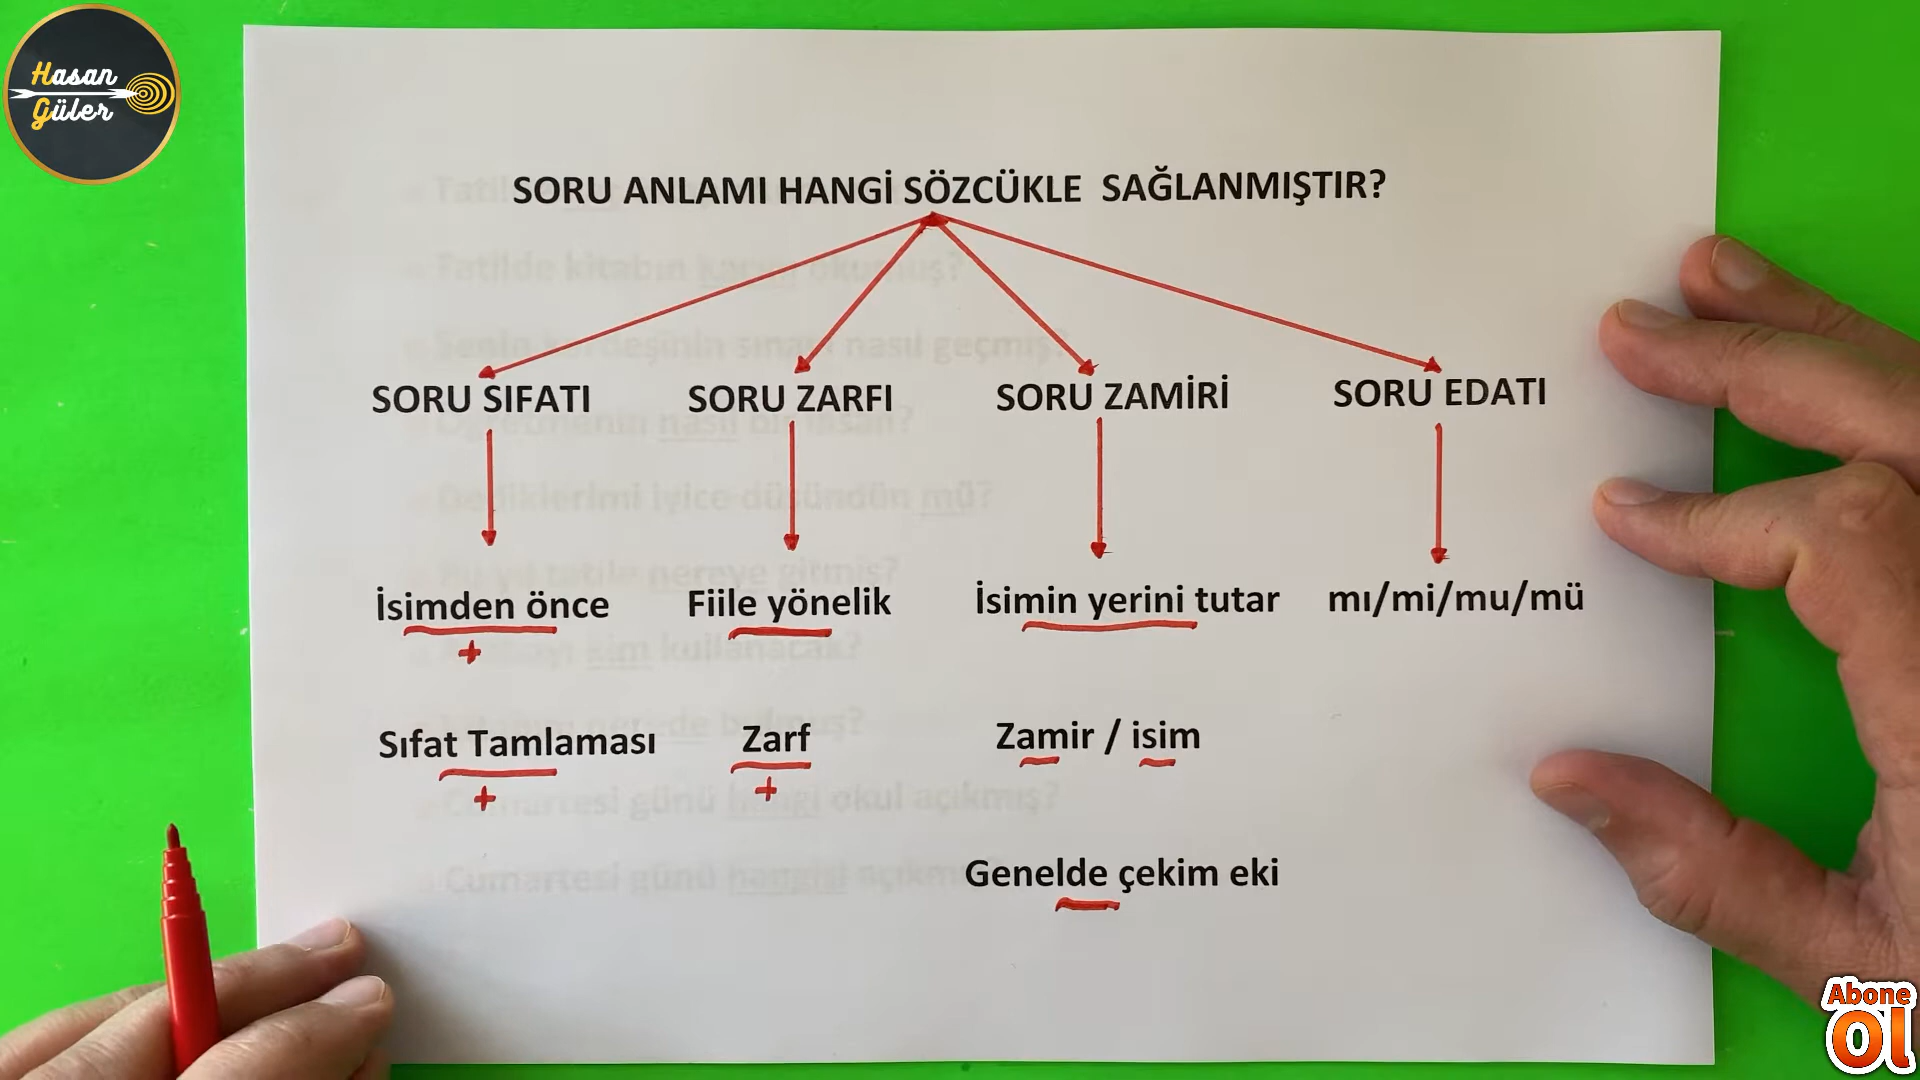 Hasan
Güler
SORU ANLAMI HANGİ SÖZCÜKLE SAĞLANMIŞTIR?
SORU SIFATI SORU ZARFI SORU ZAMİRİ SORU EDATI
İsimden önce Fiile yönelik İsimin yerini tutar mı/mi/mu/mü
+
Sıfat Tamlaması Zarf Zamir / isim
+ +
Genelde çekim eki
Abone
Ol